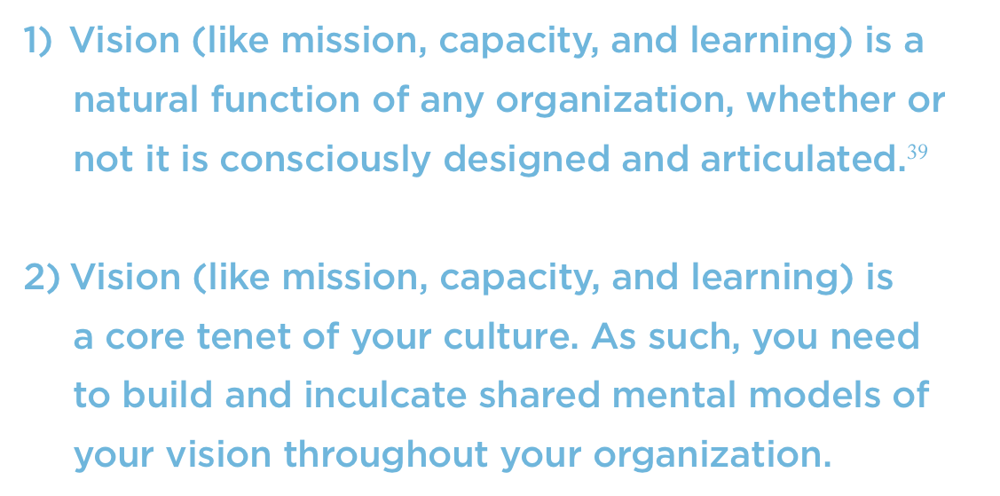 1) Vision (like mission, capacity, and learning) is a
natural function of any organization, whether or
not it is consciously designed and articulated.39
2) Vision (like mission, capacity, and learning) is
a core tenet of your culture. As such, you need
to build and inculcate shared mental models of
your vision throughout your organization.